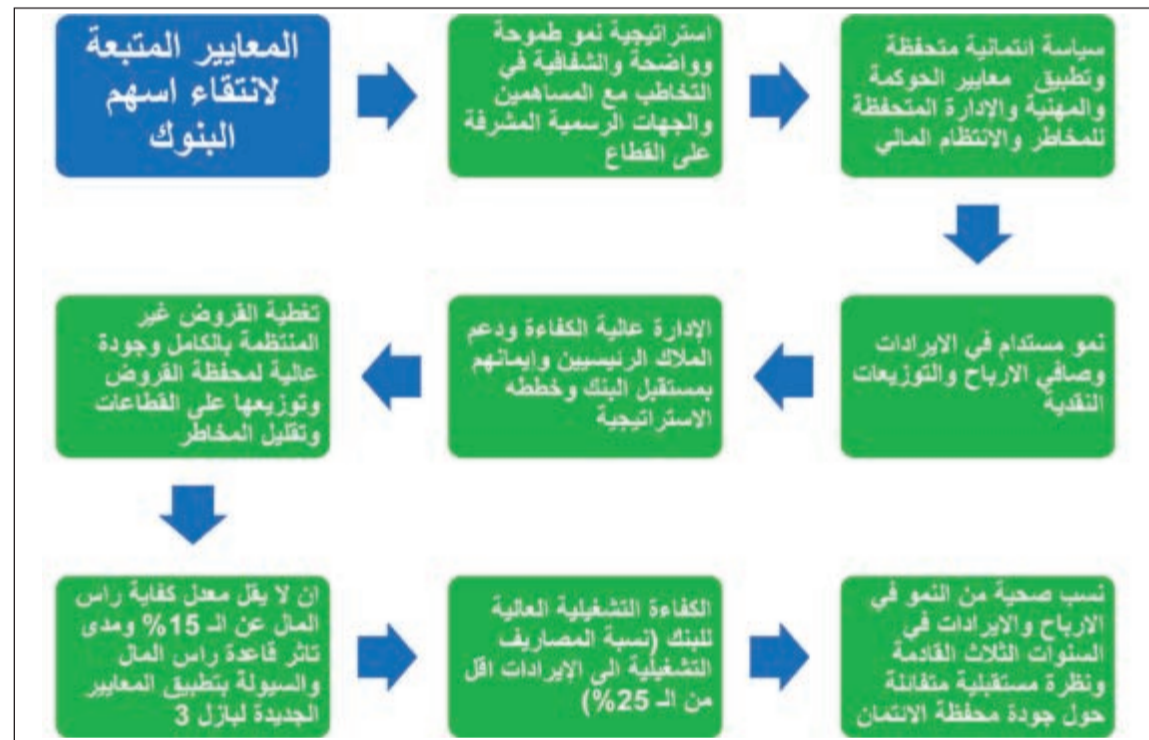 المعايير المتبعة
لانتقاء اسهم
البنوك
استراتيجية نمو طموحة
وواضحة والشفافية في
التخاطب مع المساهمين
والجهات الرسمية المشرفة
على القطاع
سياسة ائتمانية متحفظة
وتطبيق معايير الحوكمة
والمهنية والادارة المتحفظة
للمخاطر والانتظام المالي
نمو مستدام في الايرادات
وصافي الارباح والتوزيعات
النقدية
الإدارة عالية الكفاءة ودعم
الملاك الرئيسيين وإيمانهم
بمستقبل البنك وخططه
الاستراتيجية
تغطية القروض غير
المنتظمة بالكامل وجودة
عالية لمحفظة القروض
وتوزيعها على القطاعات
وتقليل المخاطر
ان لا يقل معدل كفاية راس
المال عن الـ 15% ومدى
تاثر قاعدة راس المال
والسيولة بتطبيق المعايير
الجديدة لبازل 3
الكفاءة التشغيلية العالية
للبنك (نسبة المصاريف
التشغيلية الى الإيرادات اقل
من الـ 25%)
نسب صحية من النمو في
الارباح والايرادات في
السنوات الثلاث القادمة
ونظرة مستقبلية متفائلة
حول جودة محفظة الائتمان